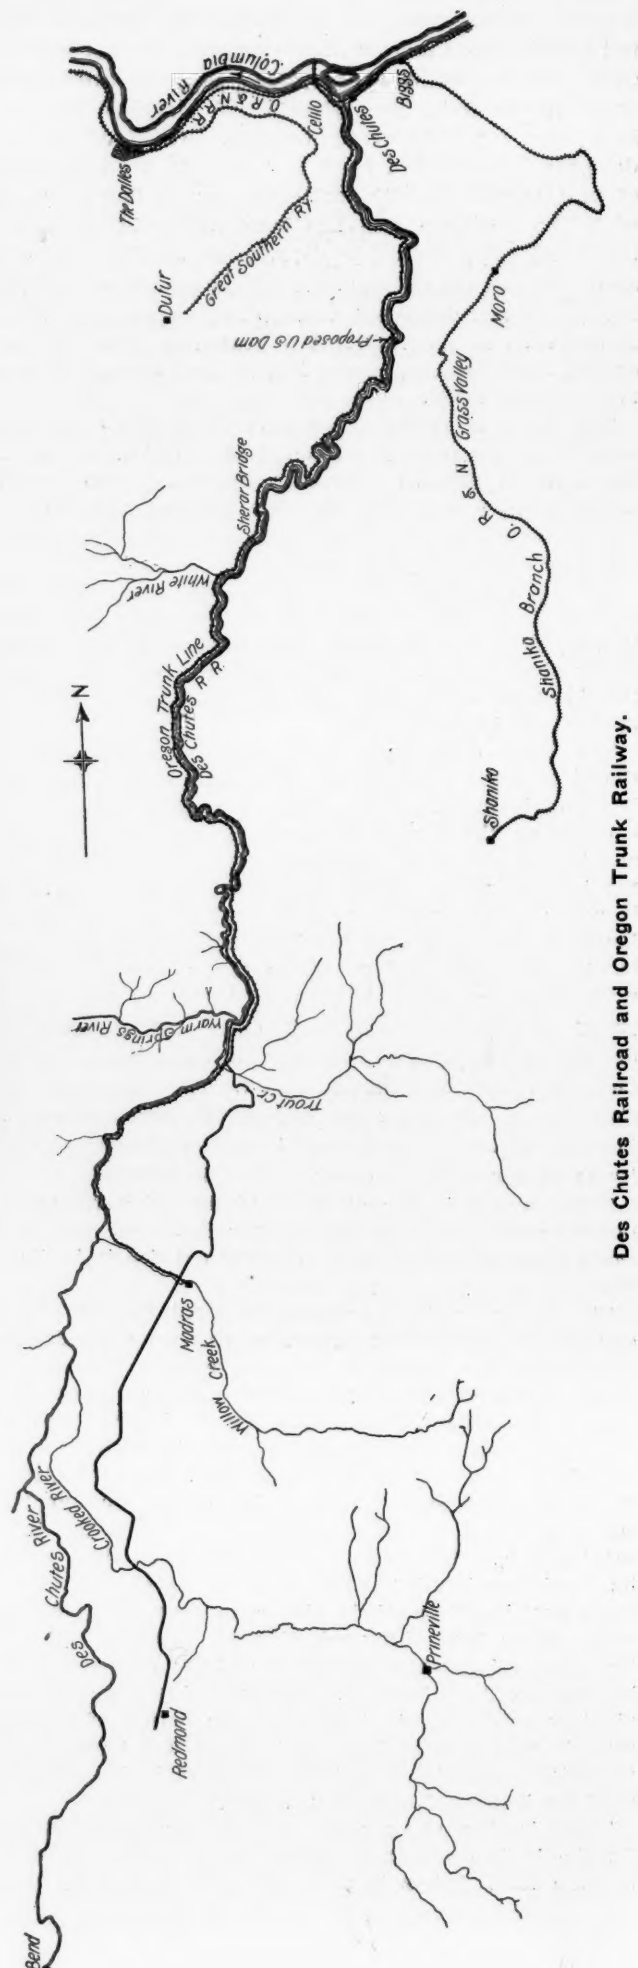 Columbia
River
O.R.& N.R.R.
The Dalles
Celilo
Des Chutes
Biggs
Great Southern Ry.
Dufur
Moro
Proposed U S Dam
Grass Valley
O. R. & N
Shaniko Branch
Shaniko
Sherar Bridge
White River
Oregon Trunk Line
Des Chutes R. R.
N
Warm Springs River
Trout Cr.
Madras
Willow Creek
Crooked River
Des Chutes River
Prineville
Redmond
Bend
Des Chutes Railroad and Oregon Trunk Railway.